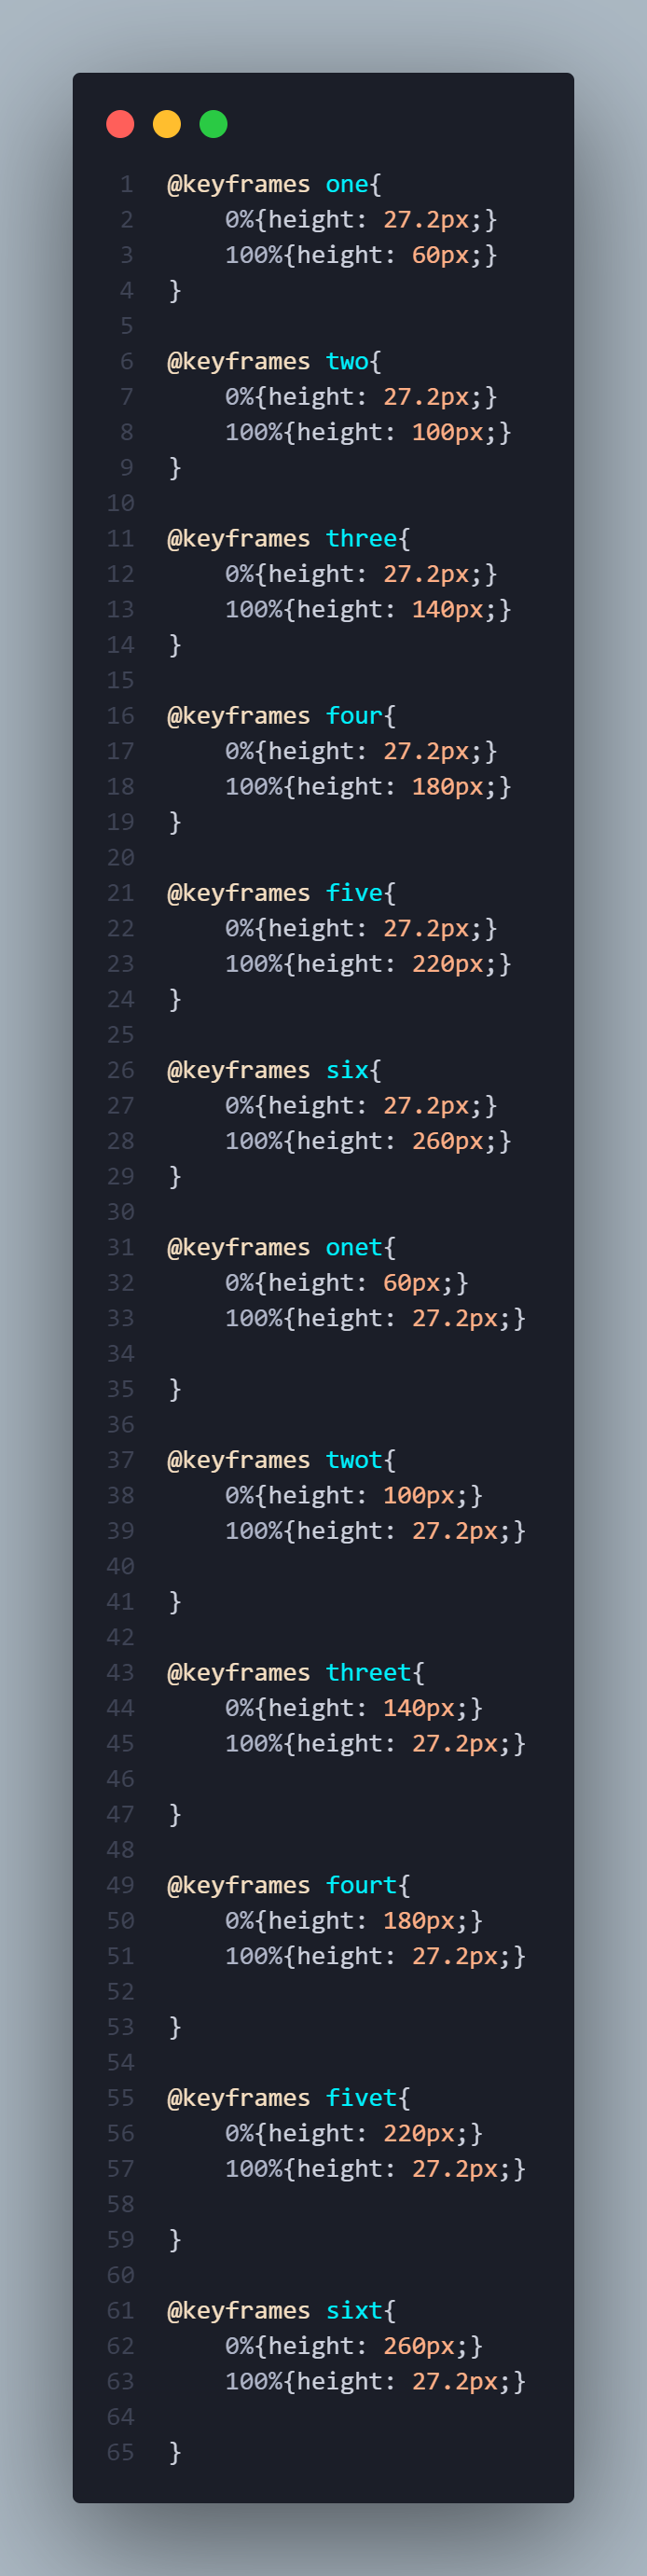 1 @keyframes one{
2     0%{height: 27.2px;}
3     100%{height: 60px;}
4 }
5
6 @keyframes two{
7     0%{height: 27.2px;}
8     100%{height: 100px;}
9 }
10
11 @keyframes three{
12     0%{height: 27.2px;}
13     100%{height: 140px;}
14 }
15
16 @keyframes four{
17     0%{height: 27.2px;}
18     100%{height: 180px;}
19 }
20
21 @keyframes five{
22     0%{height: 27.2px;}
23     100%{height: 220px;}
24 }
25
26 @keyframes six{
27     0%{height: 27.2px;}
28     100%{height: 260px;}
29 }
30
31 @keyframes onet{
32     0%{height: 60px;}
33     100%{height: 27.2px;}
34
35 }
36
37 @keyframes twot{
38     0%{height: 100px;}
39     100%{height: 27.2px;}
40
41 }
42
43 @keyframes threet{
44     0%{height: 140px;}
45     100%{height: 27.2px;}
46
47 }
48
49 @keyframes fourt{
50     0%{height: 180px;}
51     100%{height: 27.2px;}
52
53 }
54
55 @keyframes fivet{
56     0%{height: 220px;}
57     100%{height: 27.2px;}
58
59 }
60
61 @keyframes sixt{
62     0%{height: 260px;}
63     100%{height: 27.2px;}
64
65 }